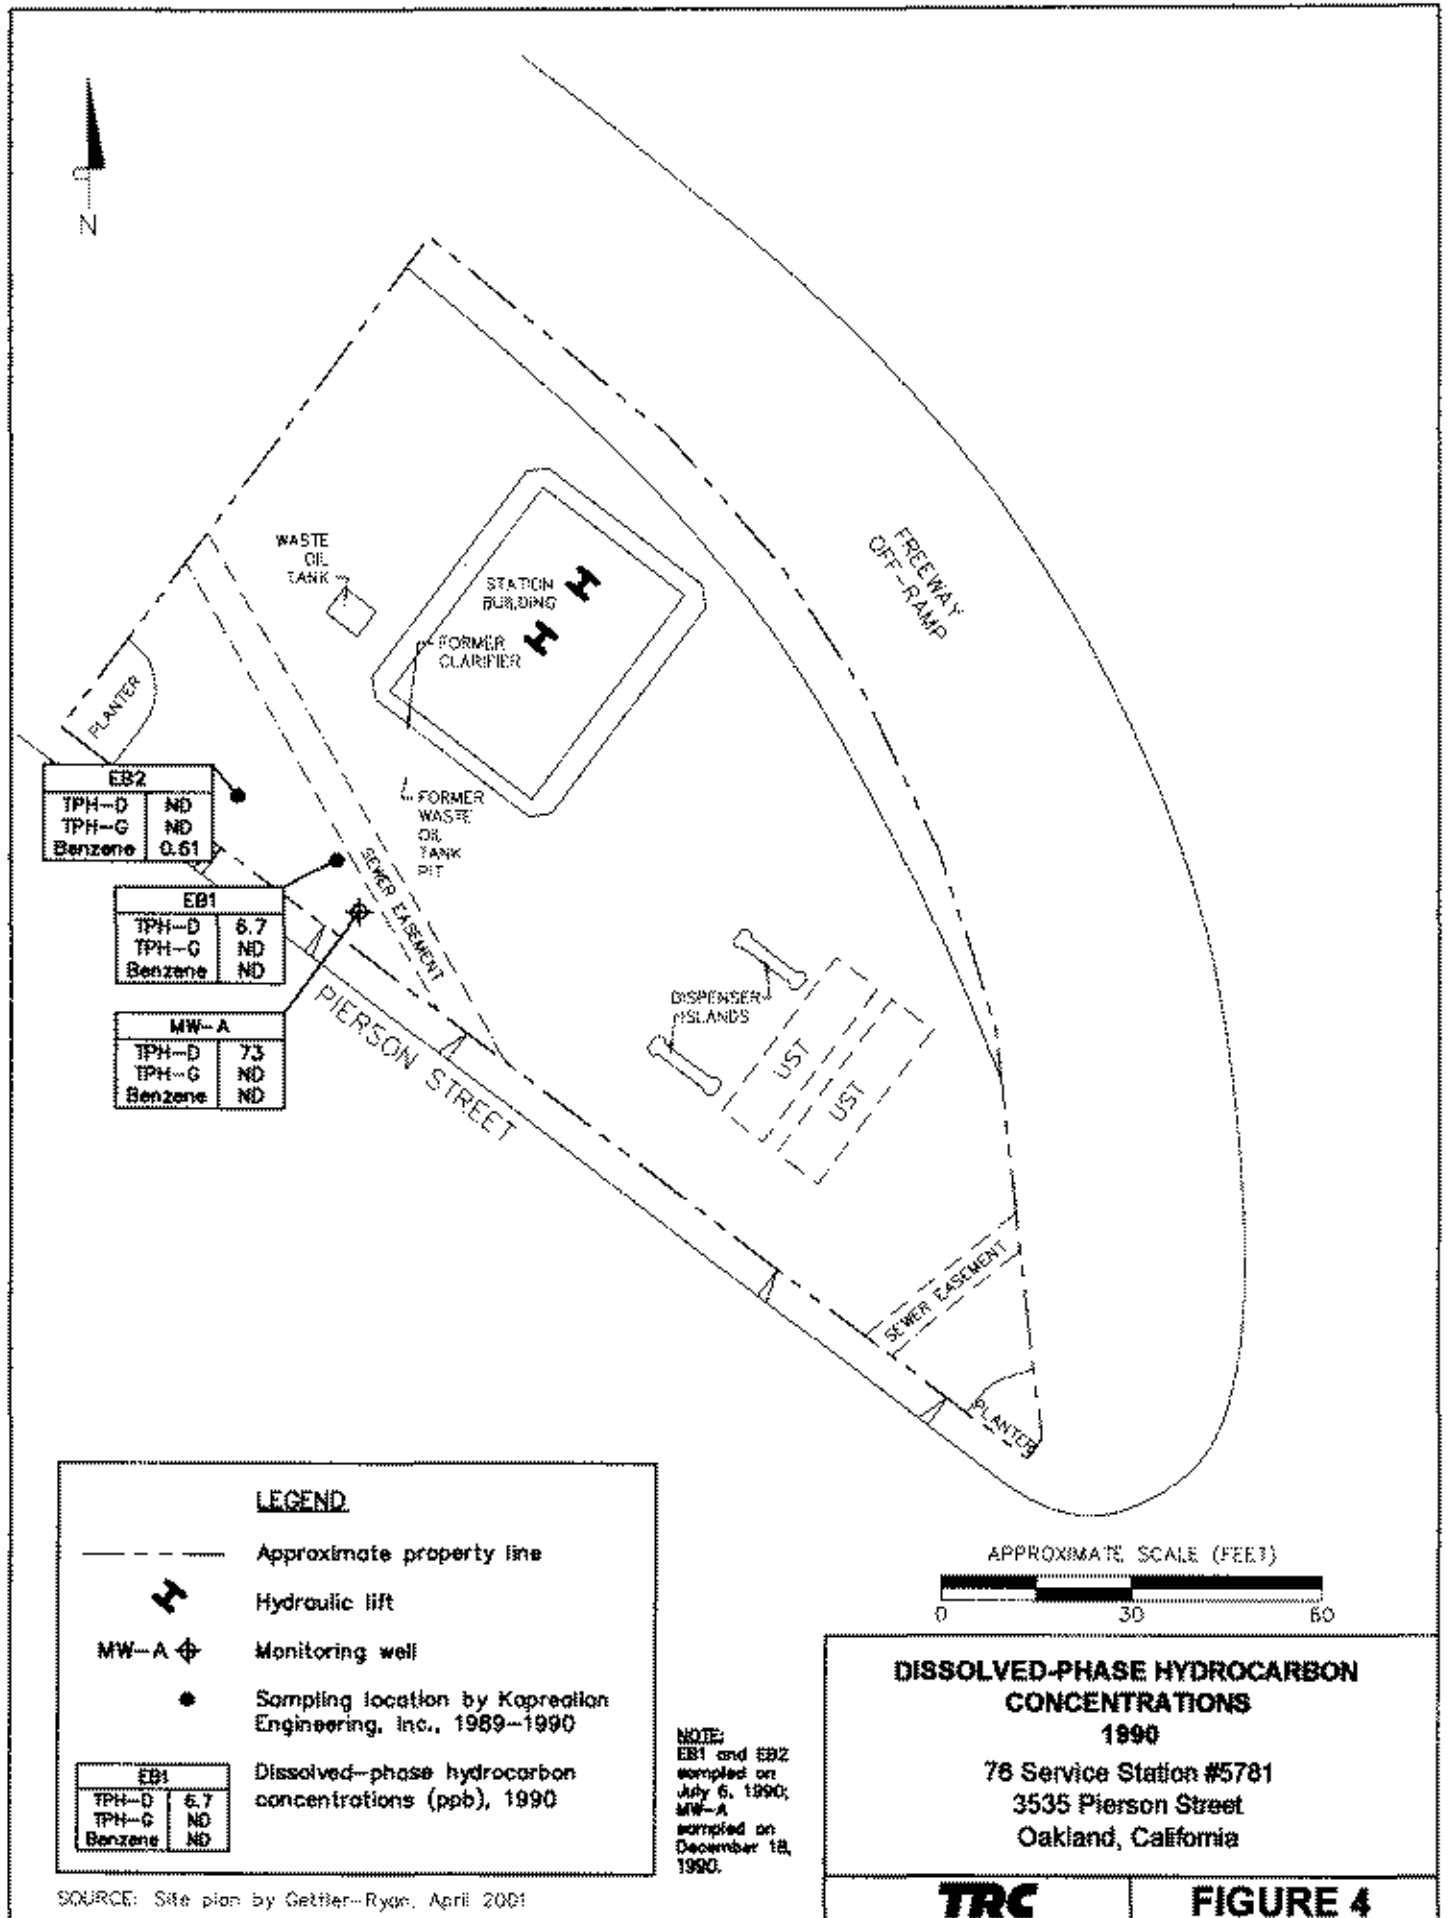 N
FREEWAY
OFF-RAMP
WASTE
OIL
TANK
STATION
BUILDING
FORMER
CLARIFIER
PLANTER
FORMER
WASTE
OIL
TANK
PIT
EB2
TPH-D ND
TPH-G ND
Benzene
SEWER EASEMENT
EB1
TPH-D 6.7
TPH-G ND
Benzene ND
MW-A
TPH-D 73
TPH-G ND
Benzene ND
PIERSON STREET
DISPENSER
ISLANDS
UST
UST
SEWER EASEMENT
PLANTER
LEGEND
Approximate property line
Hydraulic lift
MW-A Monitoring well
Sampling location by Kaprealian
Engineering, Inc., 1989-1990
EB1
TPH-D 6.7
TPH-G ND
Benzene ND
Dissolved-phase hydrocarbon
concentrations (ppb), 1990
NOTE:
EB1 and EB2
sampled on
July 6, 1990;
MW-A
sampled on
December 18,
1990.
APPROXIMATE SCALE (FEET)
0 30 60
DISSOLVED-PHASE HYDROCARBON
CONCENTRATIONS
1990
76 Service Station #5781
3535 Pierson Street
Oakland, California
TRC
FIGURE 4
SOURCE: Site plan by Gettler-Ryan, April 2001